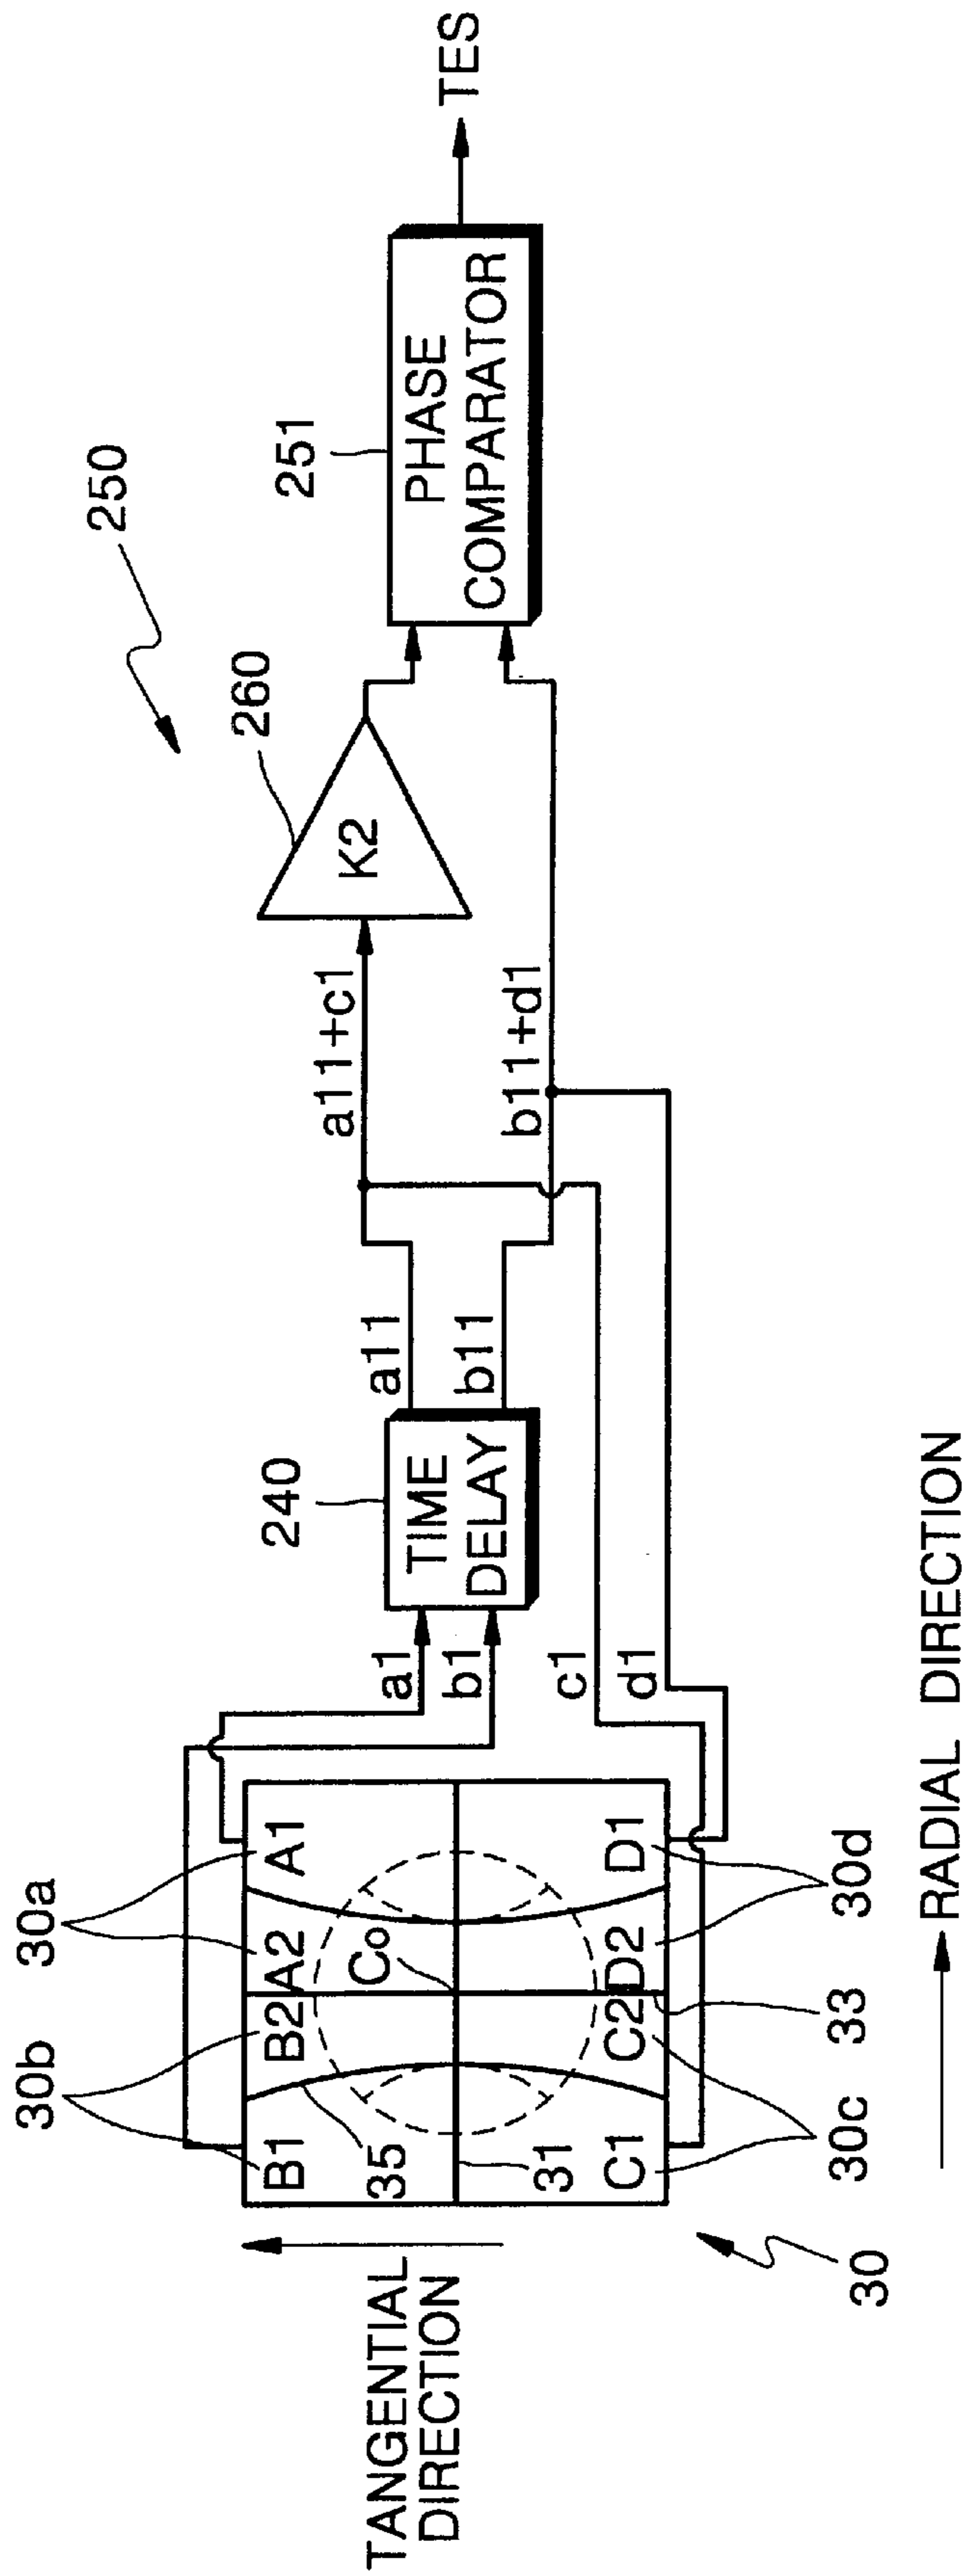 250
TES
251
PHASE
COMPARATOR
260
K2
a11+c1
b11+d1
a11
b11
240
TIME
DELAY
a1
b1
c1
d1
30b
30a
B1
B2
A2
A1
35
Co
31
C1
C2
D2
D1
30c
33
30d
30
TANGENTIAL
DIRECTION
RADIAL DIRECTION